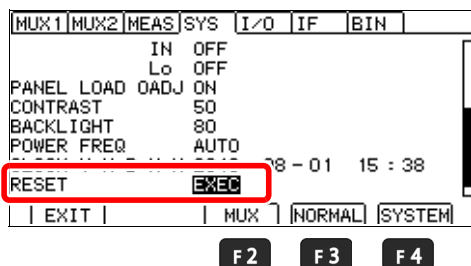 MUX1 MUX2 MEAS SYS I/O IF BIN
IN OFF
Lo OFF
PANEL LOAD 0ADJ ON
CONTRAST 50
BACKLIGHT 80
POWER FREQ AUTO
08-01 15:38
RESET EXEC
EXIT MUX NORMAL SYSTEM
F2 F3 F4